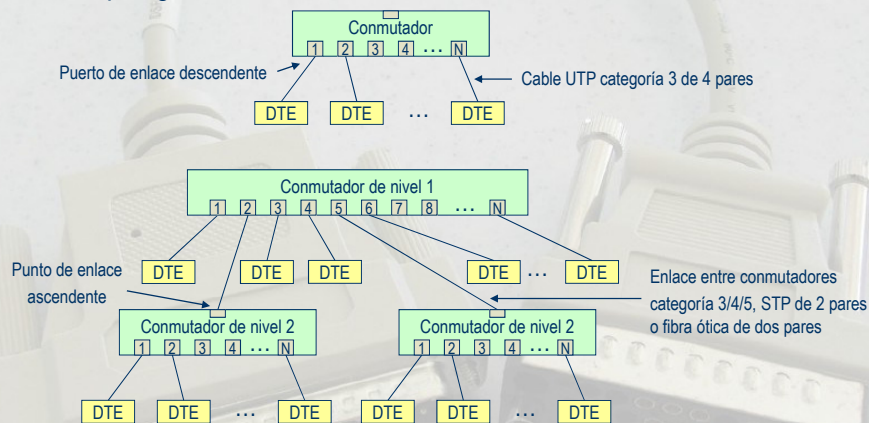 Conmutador
1 2 3 4 ... N
Puerto de enlace descendente
Cable UTP categoría 3 de 4 pares
DTE DTE ... DTE
Conmutador de nivel 1
1 2 3 4 5 6 7 8 ... N
DTE DTE DTE DTE ... DTE
Punto de enlace
ascendente
Enlace entre conmutadores
categoría 3/4/5, STP de 2 pares
o fibra ótica de dos pares
Conmutador de nivel 2
1 2 3 4 ... N
Conmutador de nivel 2
1 2 3 4 ... N
DTE DTE ... DTE
DTE DTE ... DTE